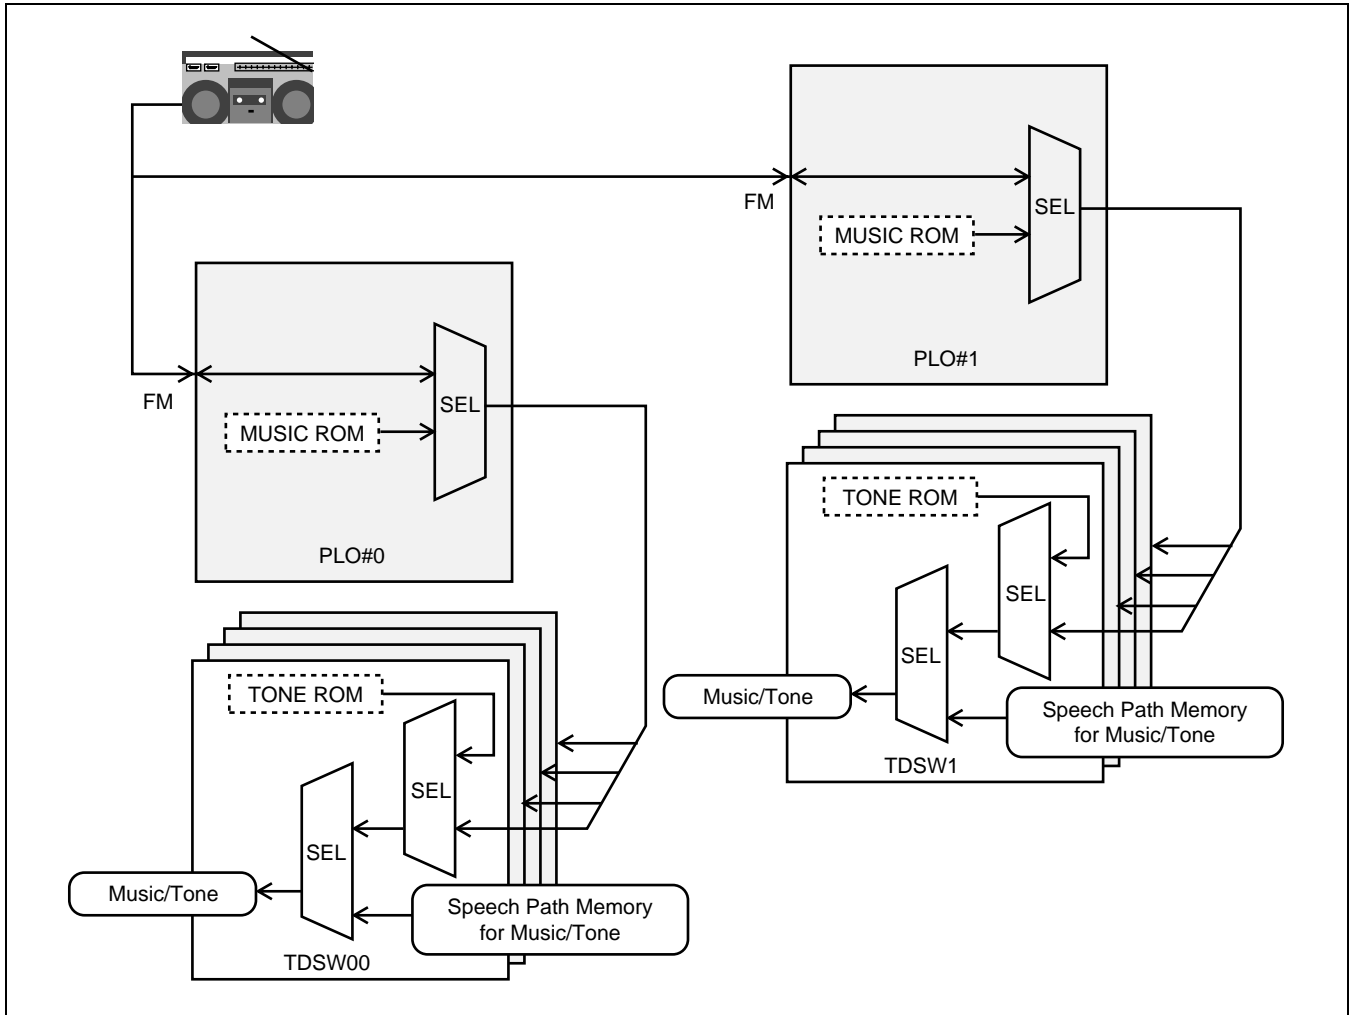 FM
SEL
MUSIC ROM
PLO#1
FM
SEL
MUSIC ROM
PLO#0
TONE ROM
SEL
SEL
Music/Tone
Speech Path Memory
for Music/Tone
TDSW1
TONE ROM
SEL
SEL
Music/Tone
Speech Path Memory
for Music/Tone
TDSW00